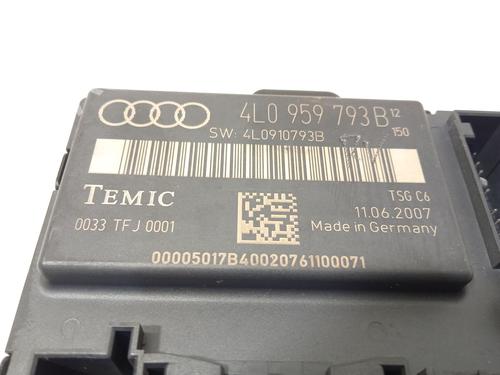 4L0 959 793 B 12
SW: 4L0910793B
150
TEMIC
TSG C6
0033 TFJ 0001
11.06.2007
Made in Germany
00005017B40020761100071